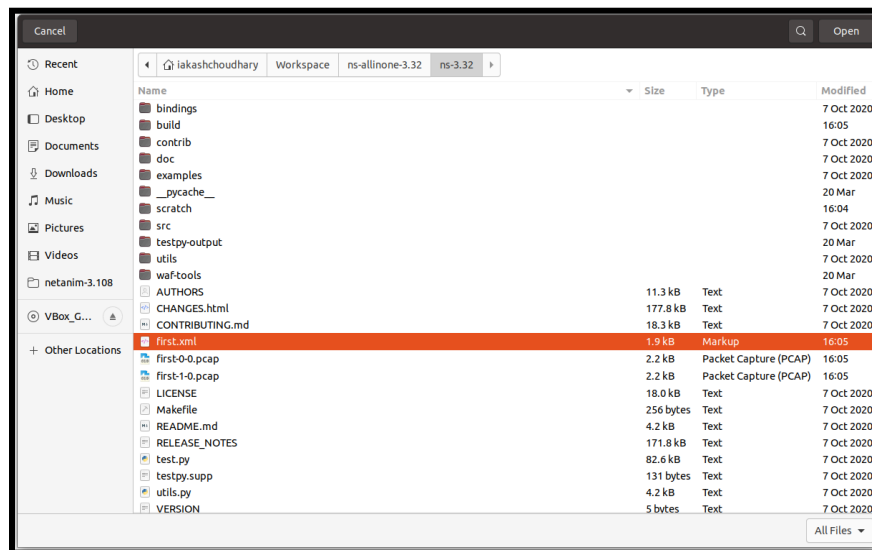 Cancel Open
Recent
Home
Desktop
Documents
Downloads
Music
Pictures
Videos
netanim-3.108
VBox_G...
Other Locations
iakashchoudhary Workspace ns-allinone-3.32 ns-3.32
Name Size Type Modified
bindings 7 Oct 2020
build 16:05
contrib 7 Oct 2020
doc 7 Oct 2020
examples 7 Oct 2020
__pycache__ 20 Mar
scratch 16:04
src 7 Oct 2020
testpy-output 20 Mar
utils 7 Oct 2020
waf-tools 7 Oct 2020
AUTHORS 11.3 kB Text 7 Oct 2020
CHANGES.html 177.8 kB Text 7 Oct 2020
CONTRIBUTING.md 18.3 kB Text 7 Oct 2020
first.xml 1.9 kB Markup 16:05
first-0-0.pcap 2.2 kB Packet Capture (PCAP) 16:05
first-1-0.pcap 2.2 kB Packet Capture (PCAP) 16:05
LICENSE 18.0 kB Text 7 Oct 2020
Makefile 256 bytes Text 7 Oct 2020
README.md 4.2 kB Text 7 Oct 2020
RELEASE_NOTES 171.8 kB Text 7 Oct 2020
test.py 82.6 kB Text 7 Oct 2020
testpy.supp 131 bytes Text 7 Oct 2020
utils.py 4.2 kB Text 7 Oct 2020
VERSION 5 bytes Text 7 Oct 2020
All Files